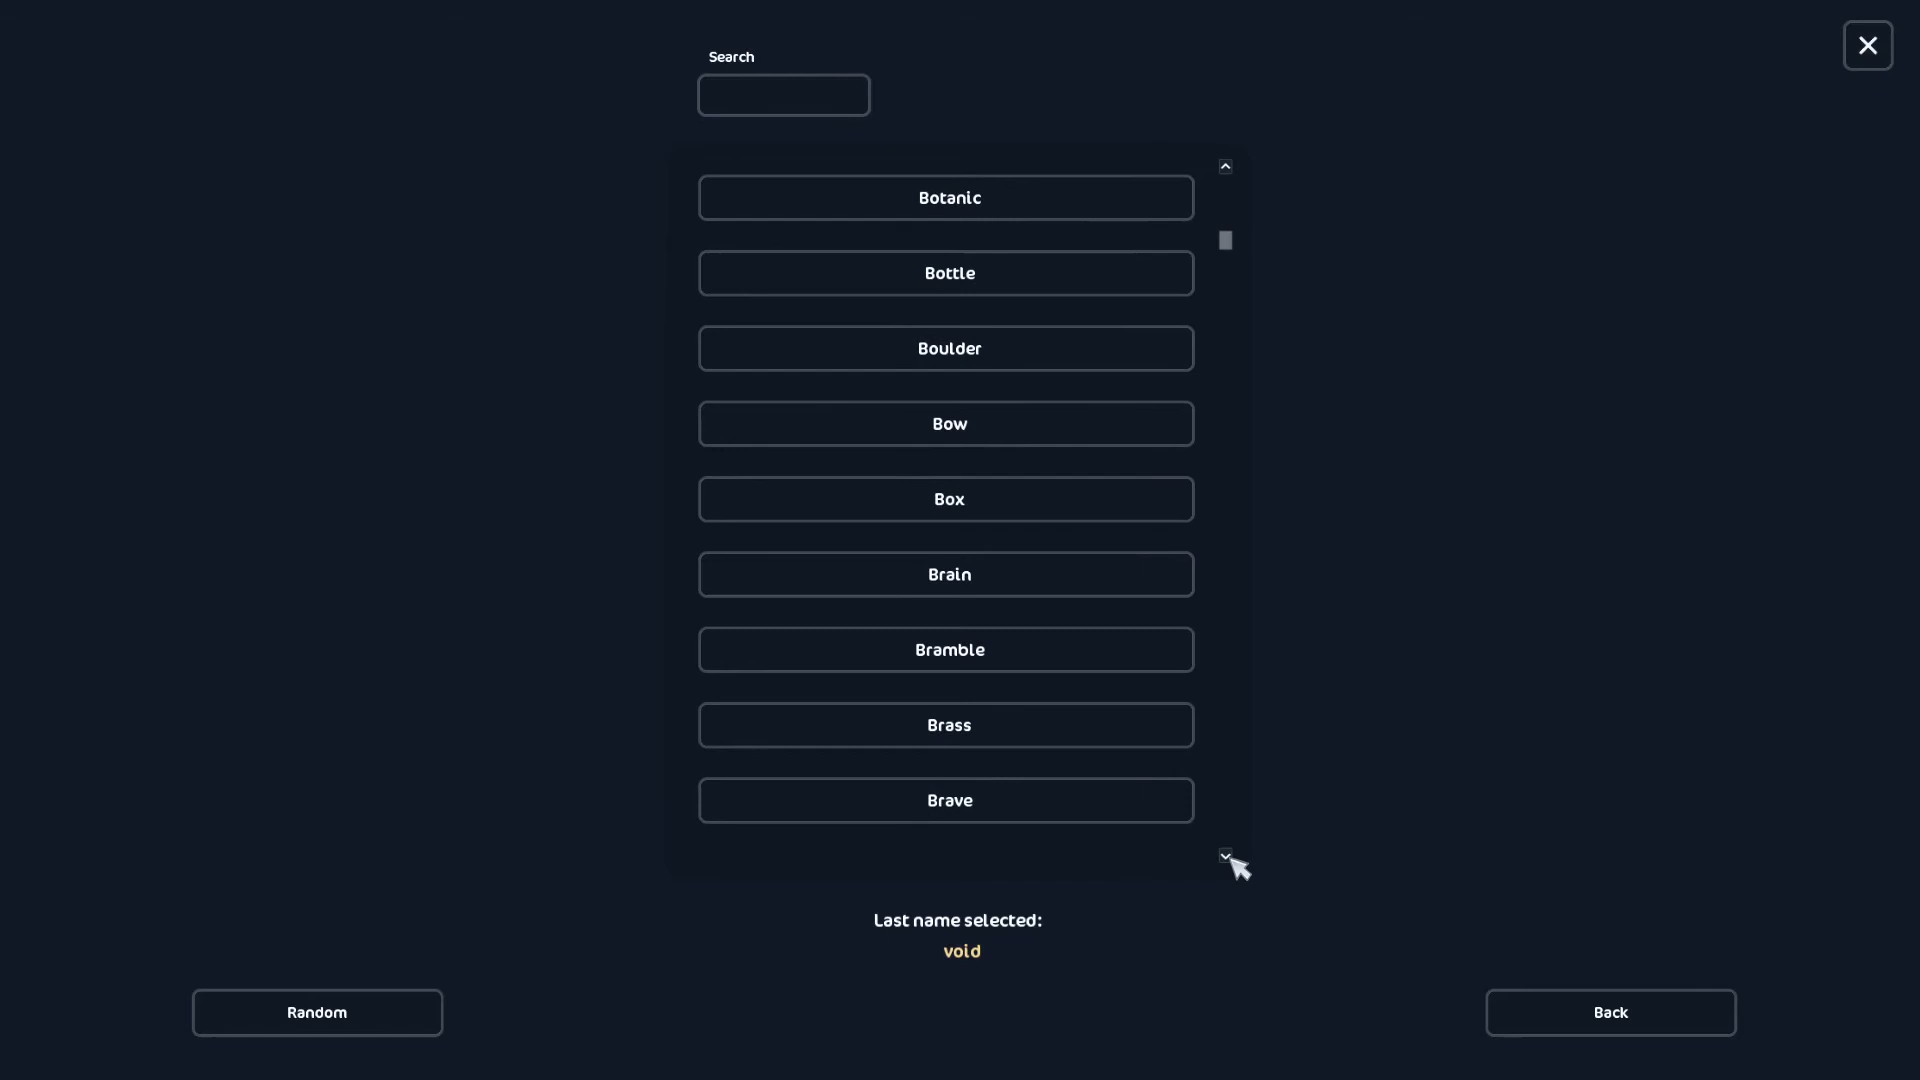 Search
Botanic
Bottle
Boulder
Bow
Box
Brain
Bramble
Brass
Brave
Last name selected:
void
Random
Back